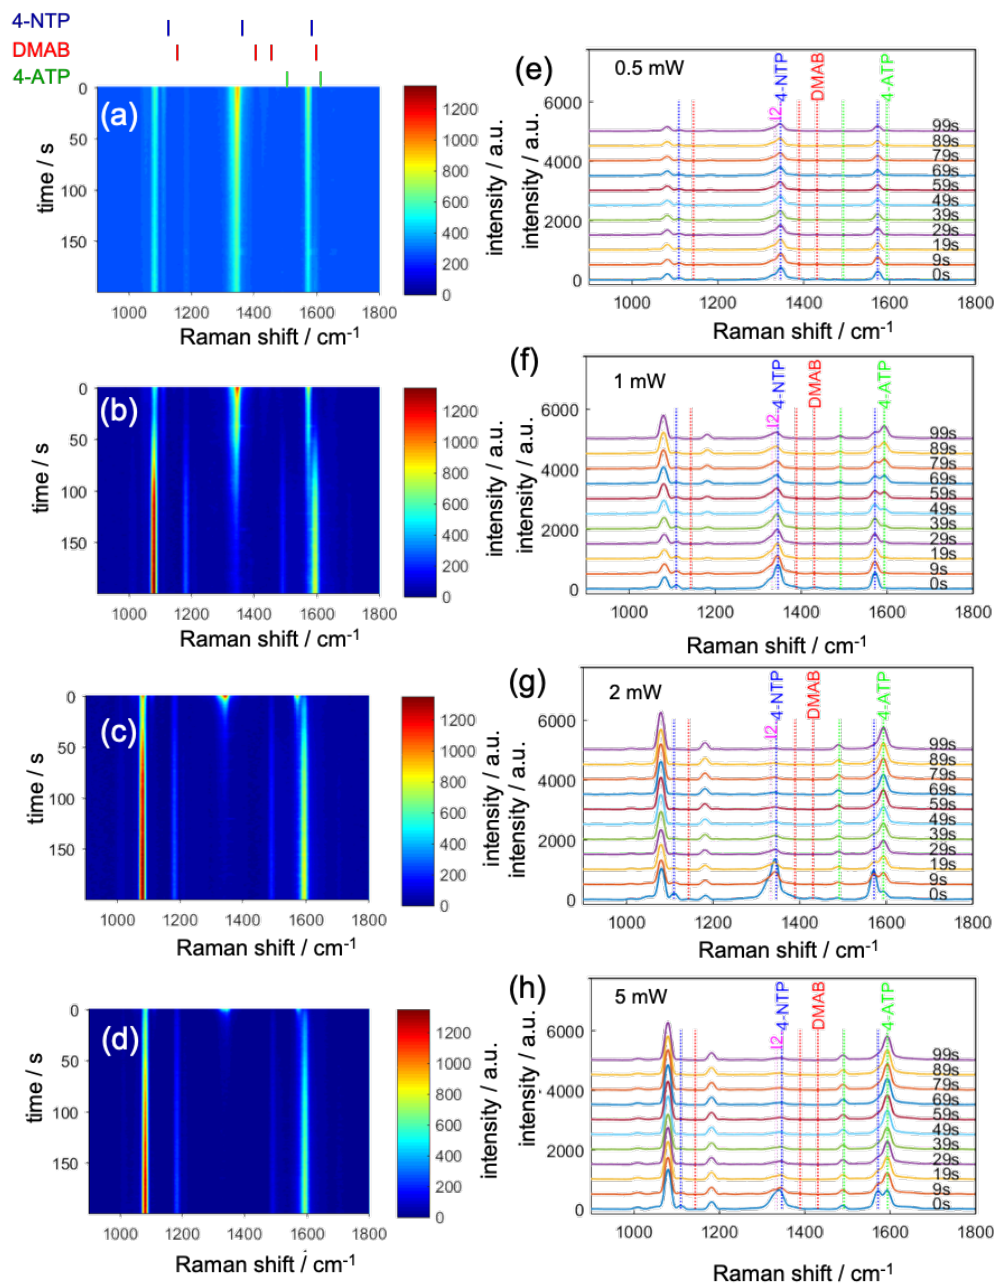 4-NTP
DMAB
4-ATP
(a)
0
50
100
150
time / s
1000 1200 1400 1600 1800
Raman shift / cm-1
1200
1000
800
600
400
200
0
intensity / a.u.
(e)
0.5 mW
I2
4-NTP
DMAB
4-ATP
6000
4000
2000
0
intensity / a.u.
99s
89s
79s
69s
59s
49s
39s
29s
19s
9s
0s
1000 1200 1400 1600 1800
Raman shift / cm-1
(b)
0
50
100
150
time / s
1000 1200 1400 1600 1800
Raman shift / cm-1
1200
1000
800
600
400
200
0
intensity / a.u.
(f)
1 mW
I2
4-NTP
DMAB
4-ATP
6000
4000
2000
0
intensity / a.u.
99s
89s
79s
69s
59s
49s
39s
29s
19s
9s
0s
1000 1200 1400 1600 1800
Raman shift / cm-1
(c)
0
50
100
150
time / s
1000 1200 1400 1600 1800
Raman shift / cm-1
1200
1000
800
600
400
200
0
intensity / a.u.
(g)
2 mW
I2
4-NTP
DMAB
4-ATP
6000
4000
2000
0
intensity / a.u.
99s
89s
79s
69s
59s
49s
39s
29s
19s
9s
0s
1000 1200 1400 1600 1800
Raman shift / cm-1
(d)
0
50
100
150
time / s
1000 1200 1400 1600 1800
Raman shift / cm-1
1200
1000
800
600
400
200
0
intensity / a.u.
(h)
5 mW
I2
4-NTP
DMAB
4-ATP
6000
4000
2000
0
intensity / a.u.
99s
89s
79s
69s
59s
49s
39s
29s
19s
9s
0s
1000 1200 1400 1600 1800
Raman shift / cm-1